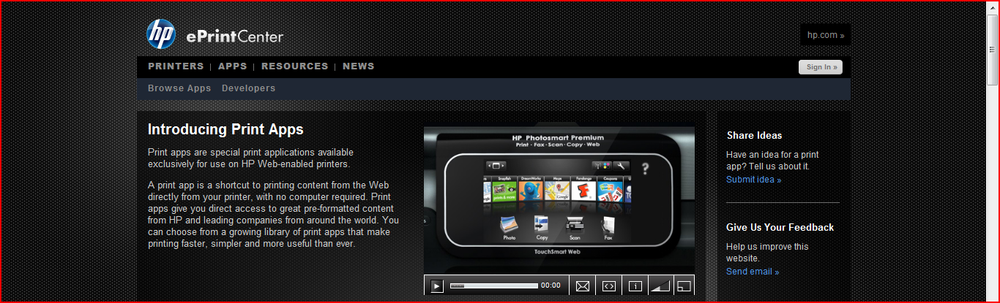 hp ePrintCenter
hp.com »
PRINTERS | APPS | RESOURCES | NEWS
Sign In »
Browse Apps Developers
Introducing Print Apps
Print apps are special print applications available
exclusively for use on HP Web-enabled printers.
A print app is a shortcut to printing content from the Web
directly from your printer, with no computer required. Print
apps give you direct access to great pre-formatted content
from HP and leading companies from around the world. You
can choose from a growing library of print apps that make
printing faster, simpler and more useful than ever.
HP Photosmart Premium
Print · Fax · Scan · Copy · Web
?
Snapfish DreamWorks Maps Fandango Coupons
prints & more Google F
Photo Copy Scan Fax
TouchSmart Web
00:00
Share Ideas
Have an idea for a print
app? Tell us about it.
Submit idea »
Give Us Your Feedback
Help us improve this
website.
Send email »